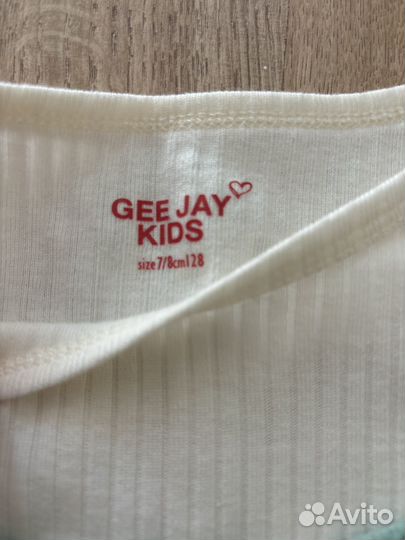 GEE JAY
KIDS
size 7/8cm128
Avito